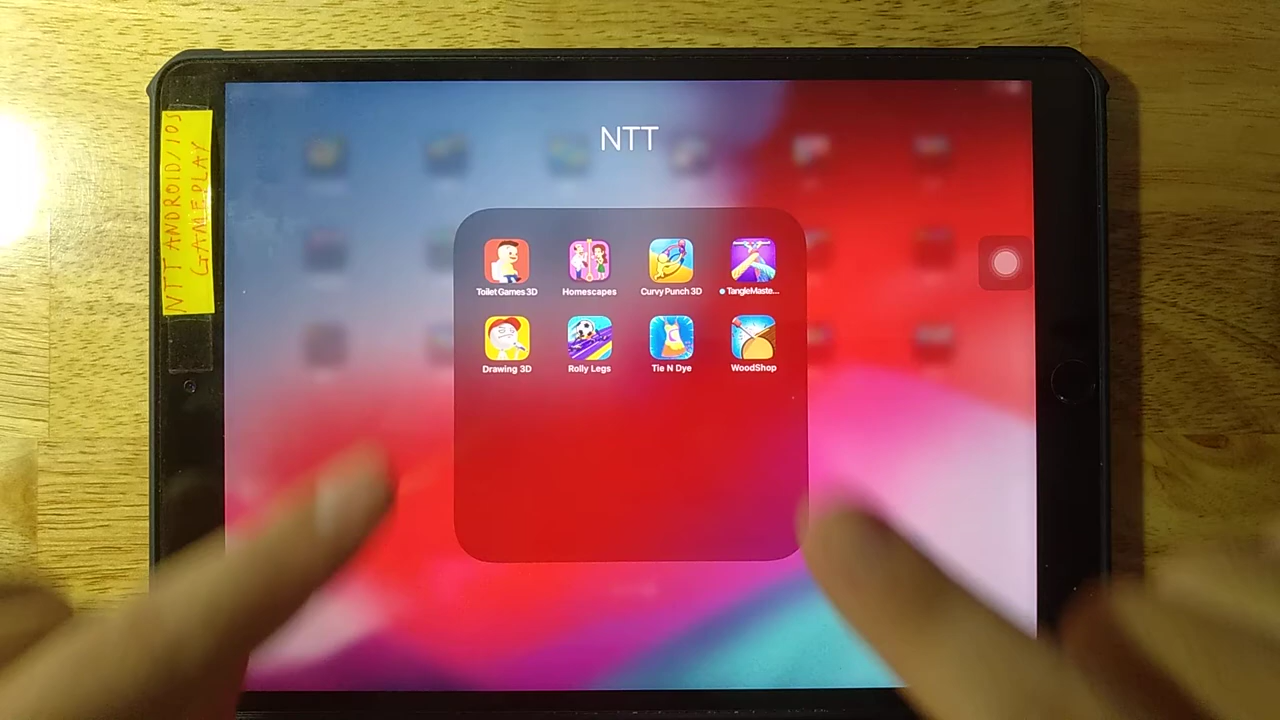 NTT ANDROID/IOS
GAMEPLAY
NTT
Toilet Games 3D
Homescapes
Curvy Punch 3D
TangleMaste...
Drawing 3D
Rolly Legs
Tie N Dye
WoodShop